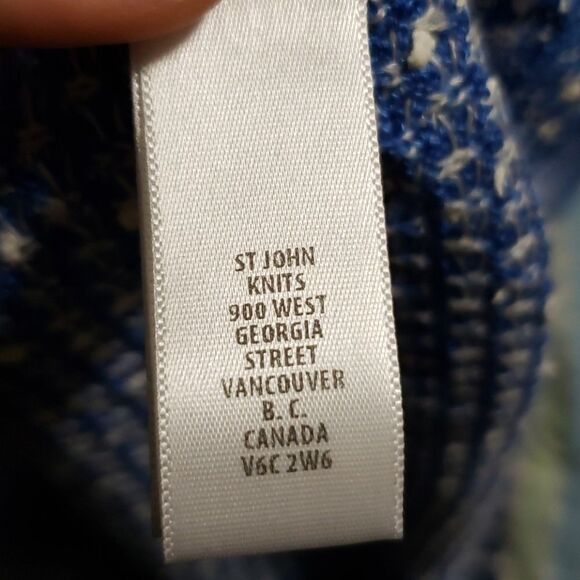 ST JOHN
KNITS
900 WEST
GEORGIA
STREET
VANCOUVER
B. C.
CANADA
V6C 2W6